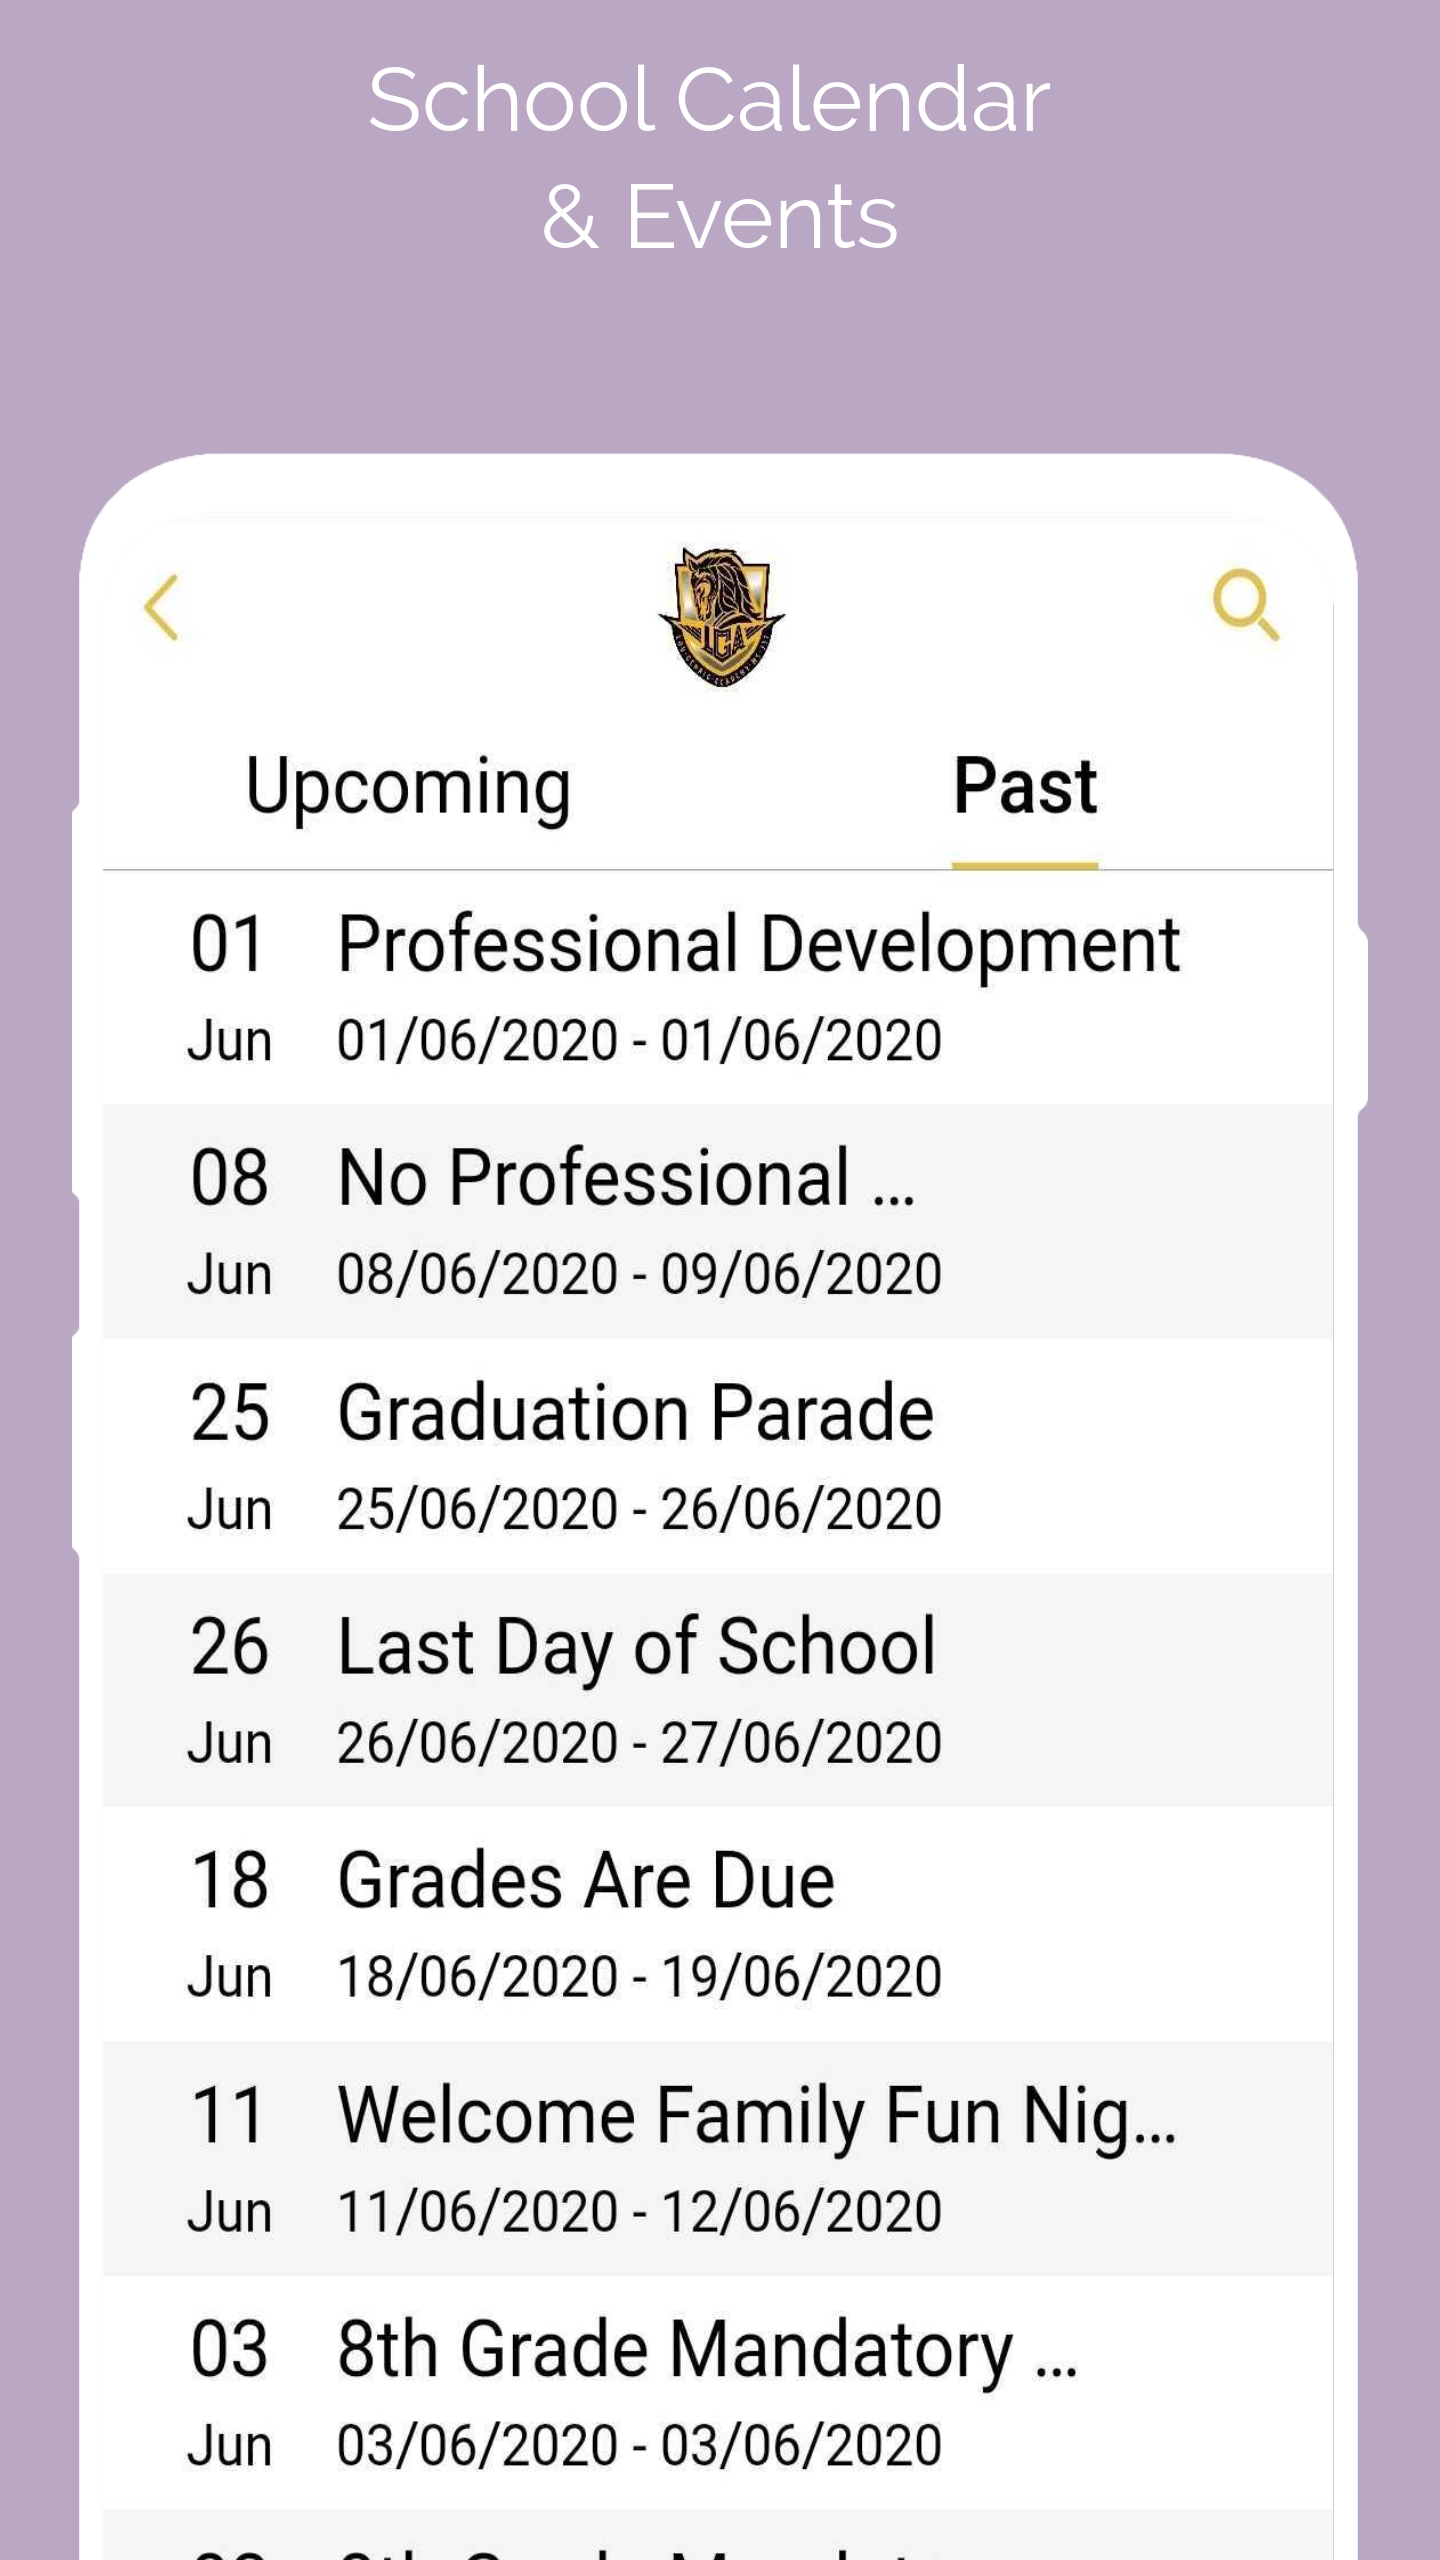 School Calendar
& Events
LGA
Upcoming
Past
01 Professional Development
Jun 01/06/2020 - 01/06/2020
08 No Professional ...
Jun 08/06/2020 - 09/06/2020
25 Graduation Parade
Jun 25/06/2020 - 26/06/2020
26 Last Day of School
Jun 26/06/2020 - 27/06/2020
18 Grades Are Due
Jun 18/06/2020 - 19/06/2020
11 Welcome Family Fun Nig...
Jun 11/06/2020 - 12/06/2020
03 8th Grade Mandatory ...
Jun 03/06/2020 - 03/06/2020